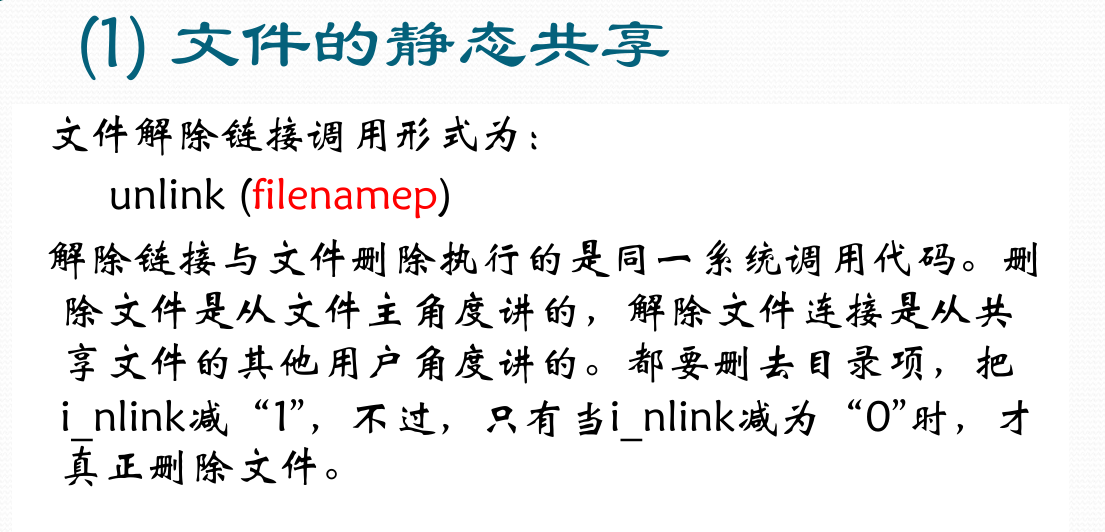 (1) 文件的静态共享
文件解除链接调用形式为：
unlink (filenamep)
解除链接与文件删除执行的是同一系统调用代码。删
除文件是从文件主角度讲的，解除文件连接是从共
享文件的其他用户角度讲的。都要删去目录项，把
i_nlink减“1”，不过，只有当i_nlink减为“0”时，才
真正删除文件。